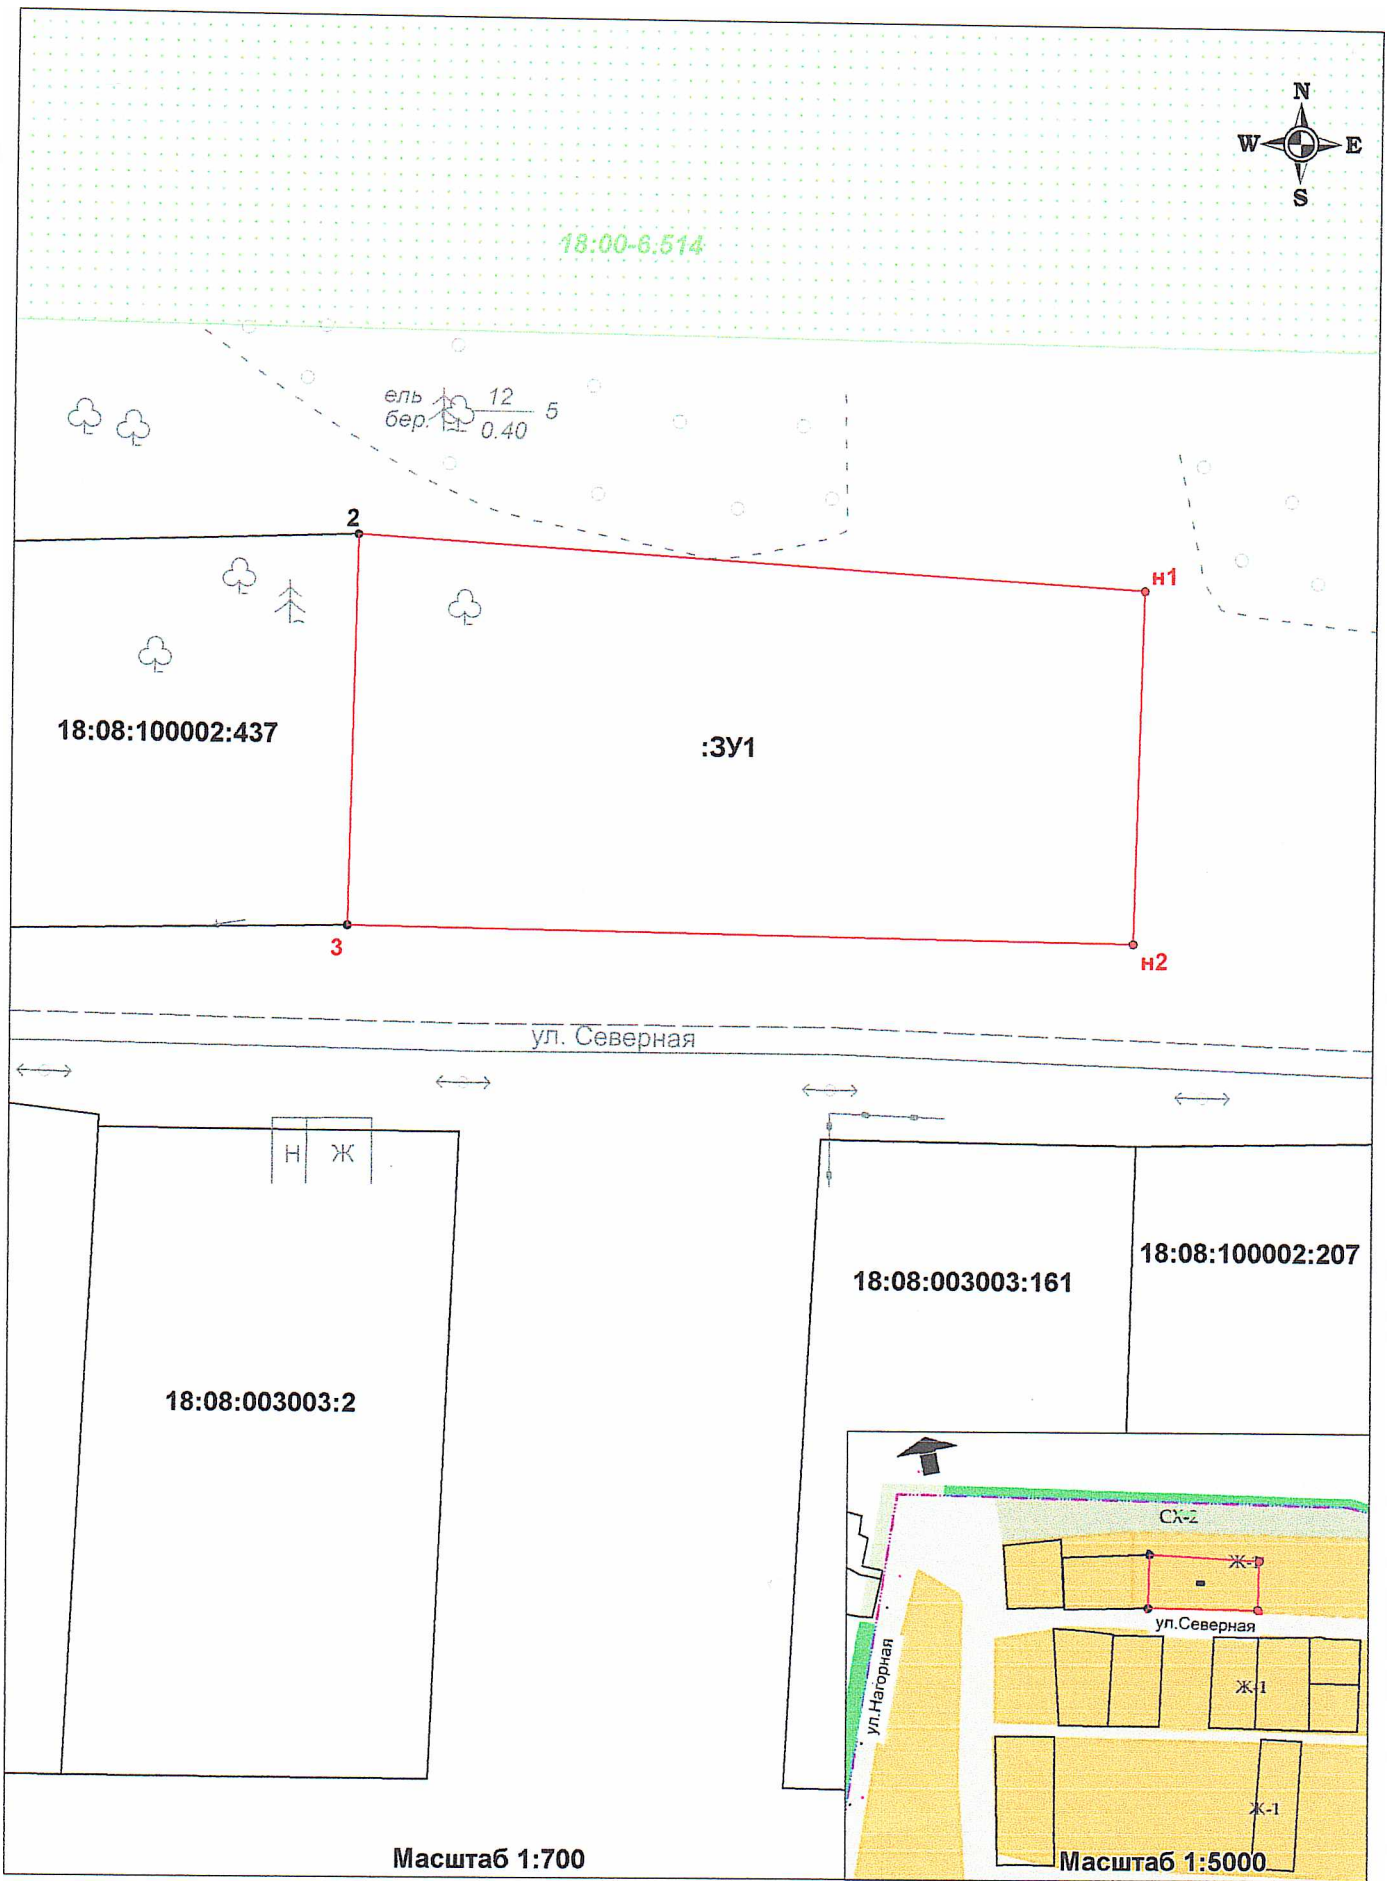 N
W E
S
18:00-6.514
ель 12 5
бер. 0.40
2
н1
18:08:100002:437
:ЗУ1
3
н2
ул. Северная
Н Ж
18:08:100002:207
18:08:003003:161
18:08:003003:2
СХ-2
Ж-1
ул.Северная
ул.Нагорная
Ж-1
Ж-1
Масштаб 1:700
Масштаб 1:5000